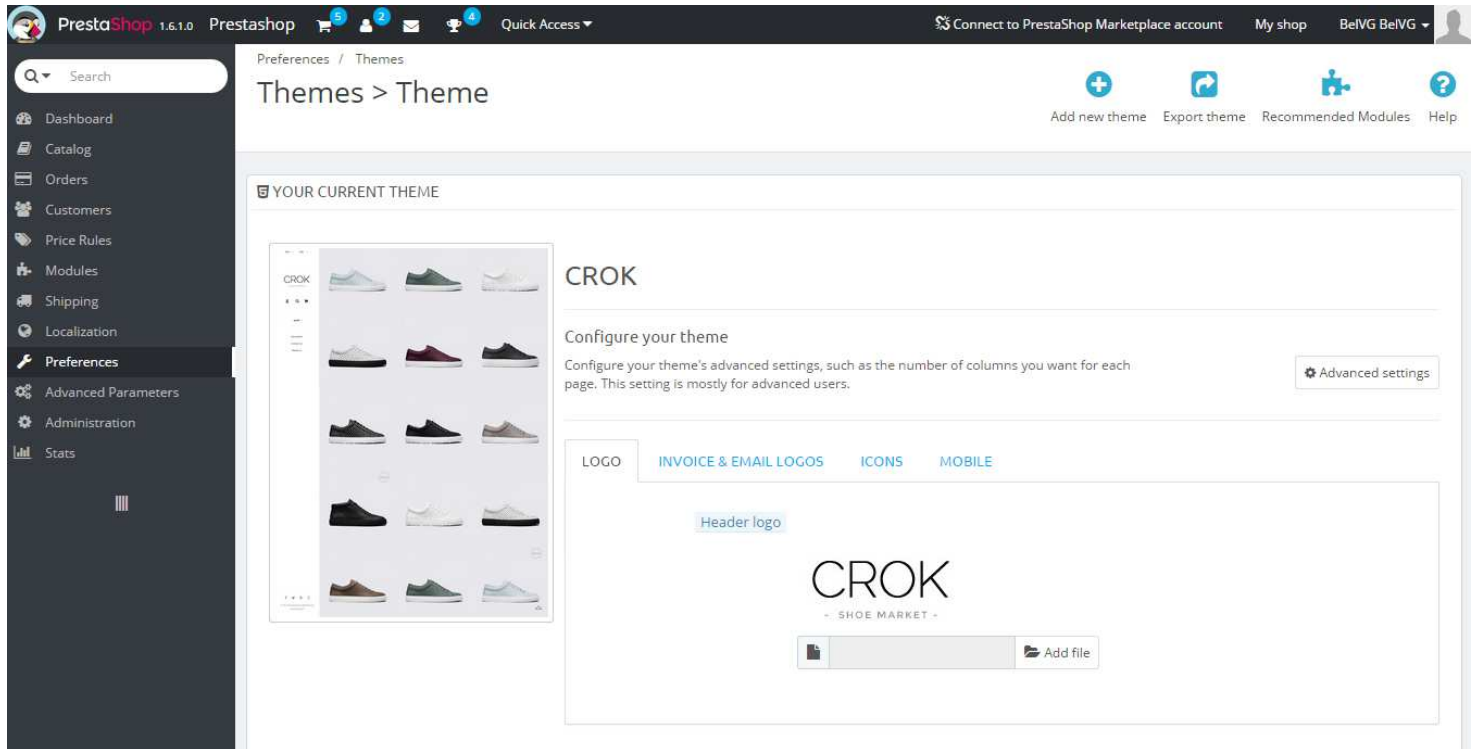 PrestaShop 1.6.1.0 Prestashop 5 2 4 Quick Access Connect to PrestaShop Marketplace account My shop BelVG BelVG
Search
Dashboard
Catalog
Orders
Customers
Price Rules
Modules
Shipping
Localization
Preferences
Advanced Parameters
Administration
Stats
Preferences / Themes
Themes > Theme
Add new theme Export theme Recommended Modules Help
YOUR CURRENT THEME
CROK
CROK
Configure your theme
Configure your theme's advanced settings, such as the number of columns you want for each
page. This setting is mostly for advanced users.
Advanced settings
LOGO INVOICE & EMAIL LOGOS ICONS MOBILE
Header logo
CROK
- SHOE MARKET -
Add file